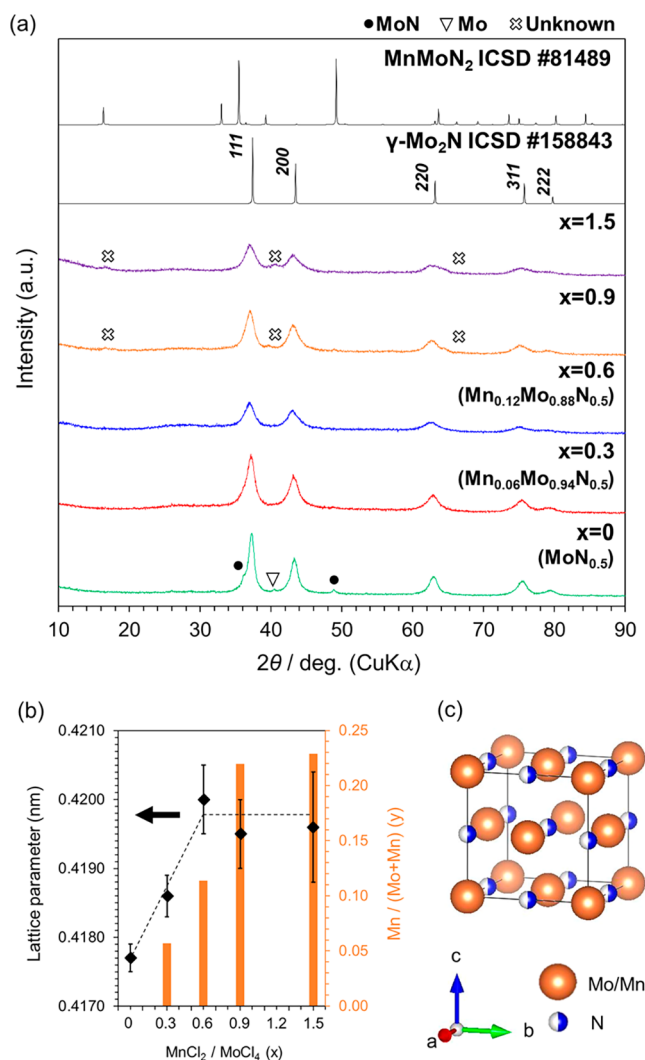 (a)
● MoN ▽ Mo ✖ Unknown
MnMoN₂ ICSD #81489
γ-Mo₂N ICSD #158843
111
200
220
311
222
x=1.5
x=0.9
x=0.6
(Mn₀.₁₂Mo₀.₈₈N₀.₅)
x=0.3
(Mn₀.₀₆Mo₀.₉₄N₀.₅)
x=0
(MoN₀.₅)
Intensity (a.u.)
10 20 30 40 50 60 70 80 90
2θ / deg. (CuKα)
(b)
Lattice parameter (nm)
0.4210
0.4200
0.4190
0.4180
0.4170
0.25
0.20
0.15
0.10
0.05
0.00
Mn / (Mo+Mn) (y)
0 0.3 0.6 0.9 1.5
MnCl₂ / MoCl₄ (x)
(c)
c
a
b
Mo/Mn
N